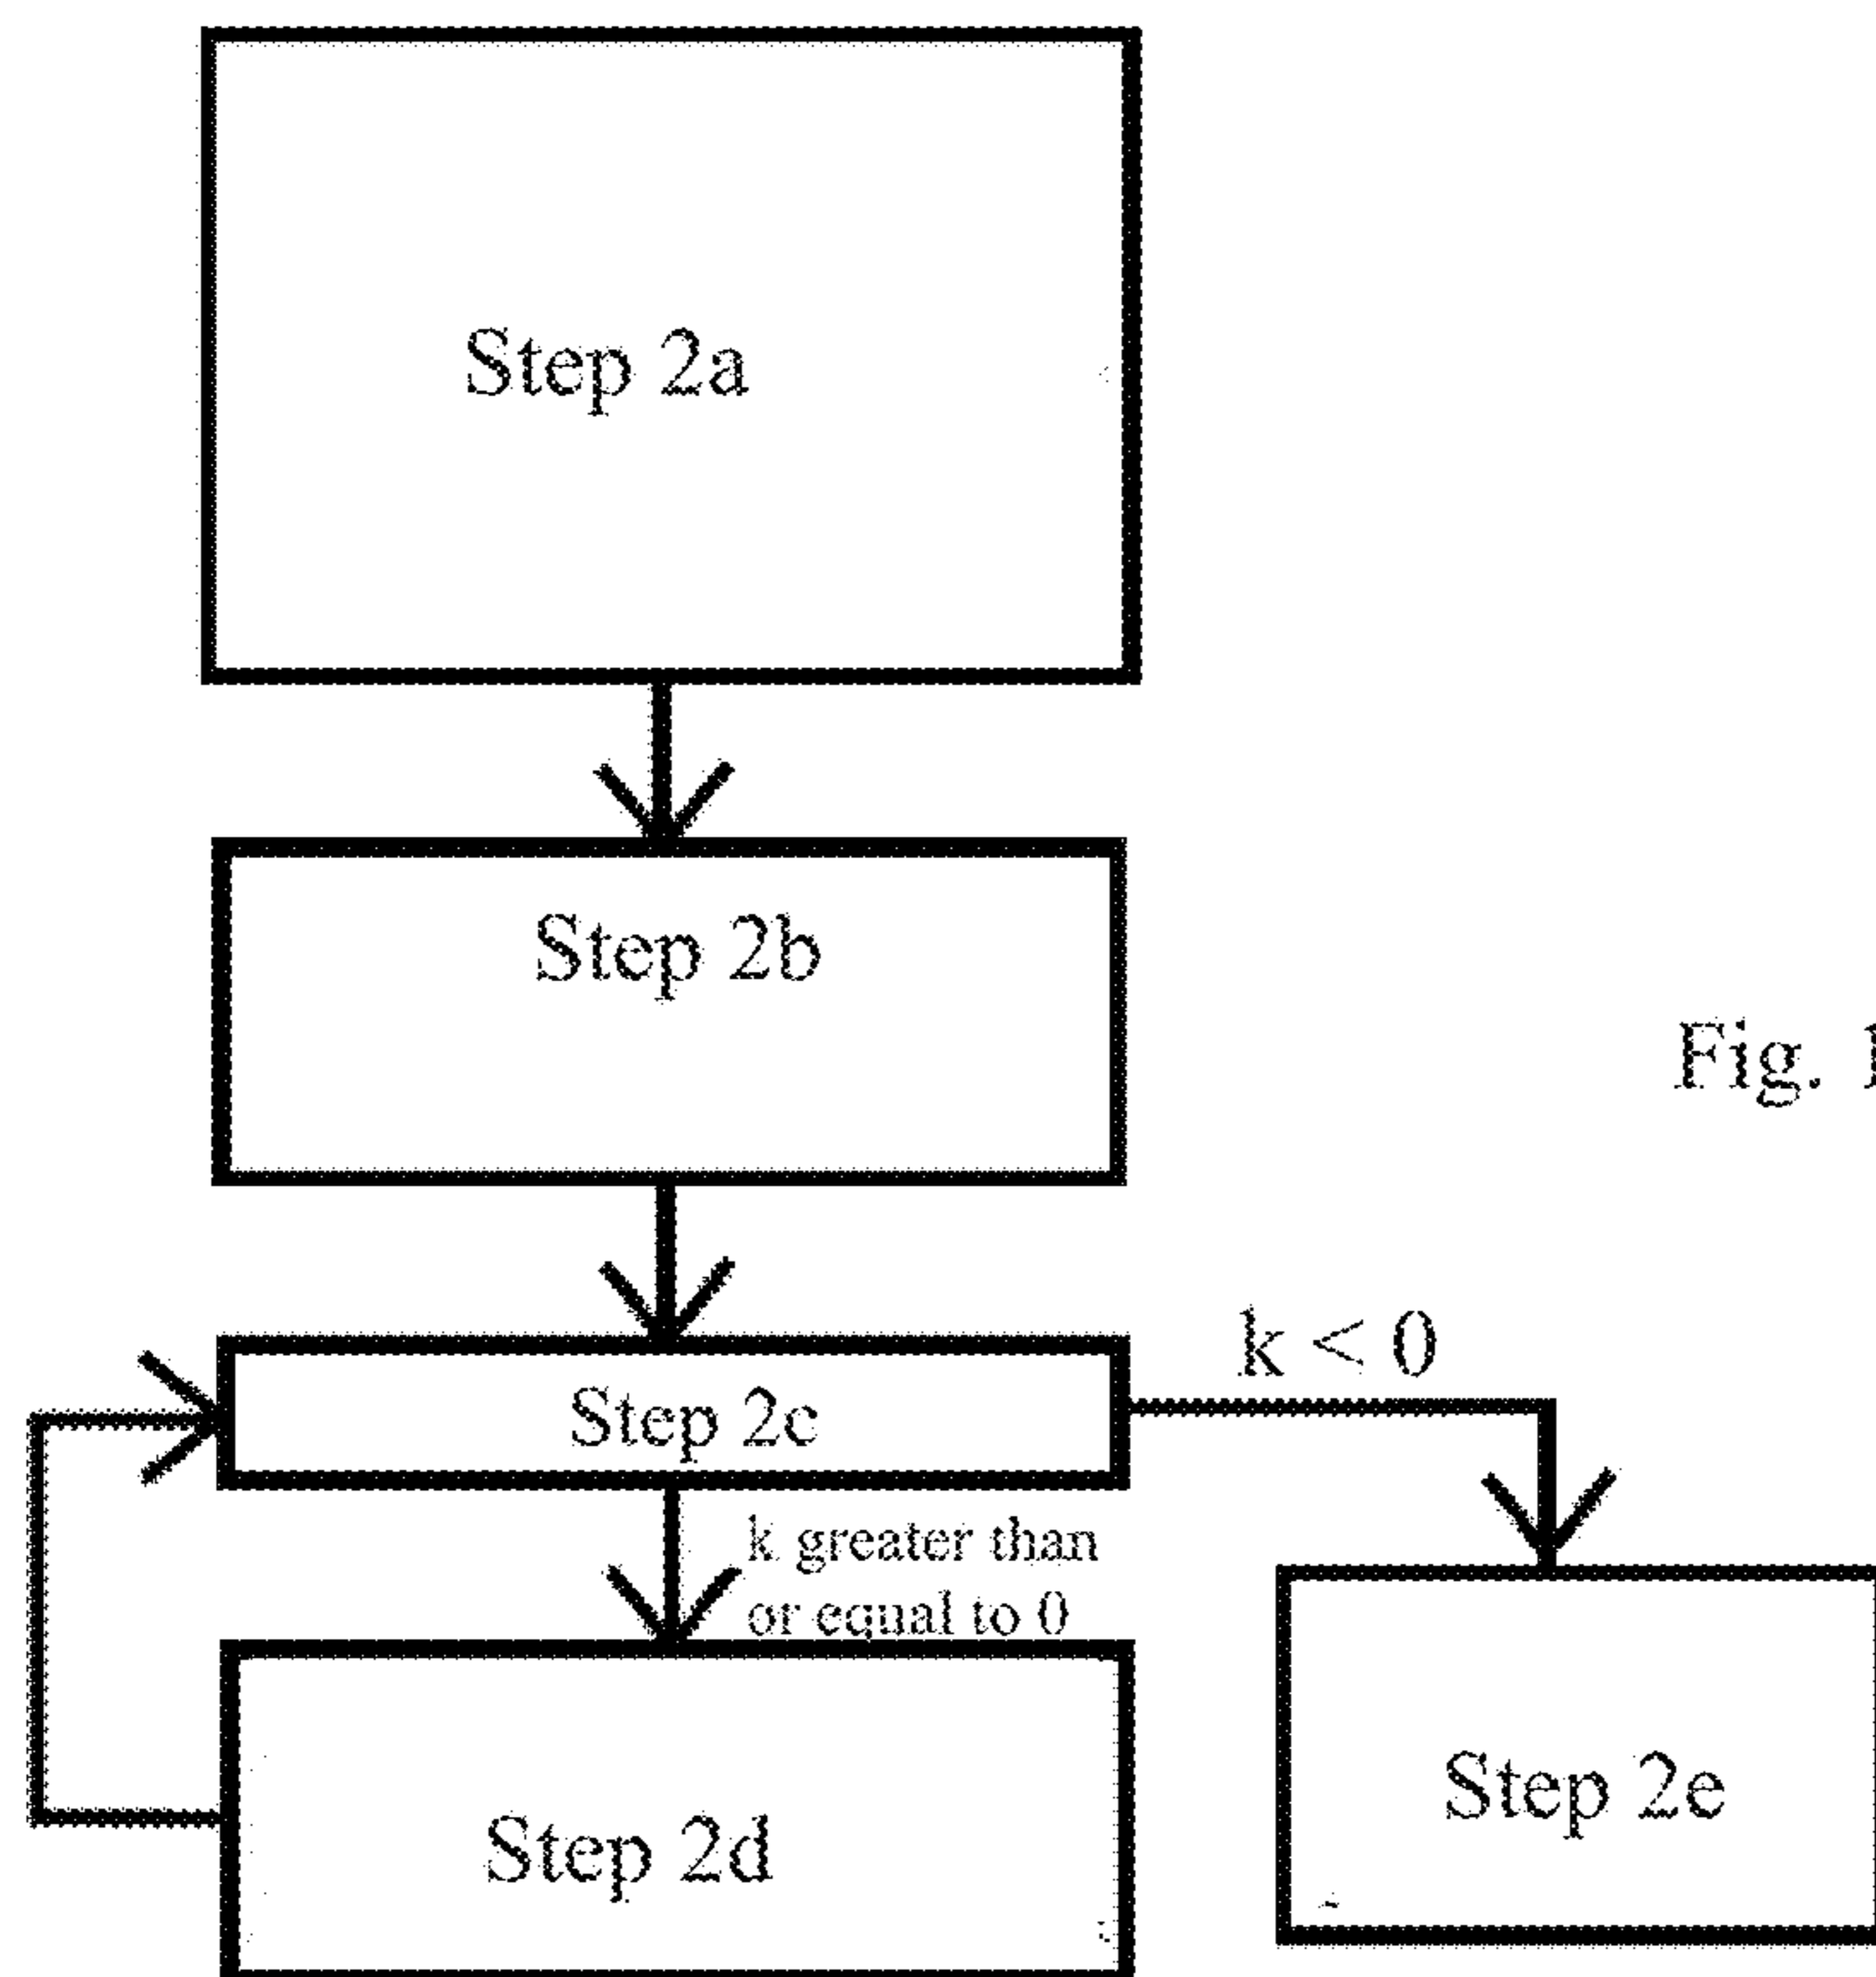 Step 2a
Step 2b
Fig. 1
k < 0
Step 2c
k greater than
or equal to 0
Step 2e
Step 2d